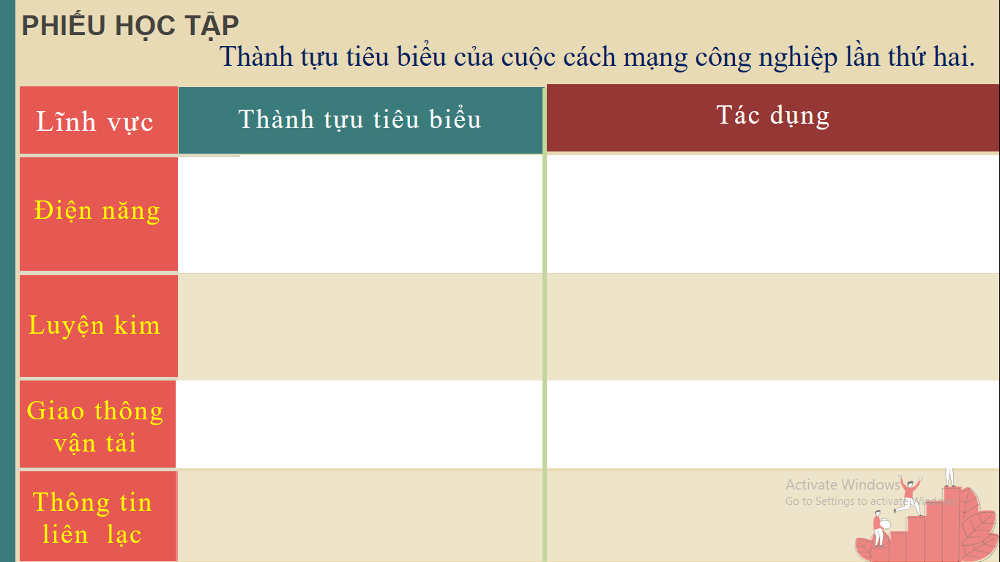 PHIẾU HỌC TẬP
Thành tựu tiêu biểu của cuộc cách mạng công nghiệp lần thứ hai.
Lĩnh vực
Thành tựu tiêu biểu
Tác dụng
Điện năng
Luyện kim
Giao thông
vận tải
Thông tin
liên lạc
Activate Windows
Go to Settings to activate Windows.